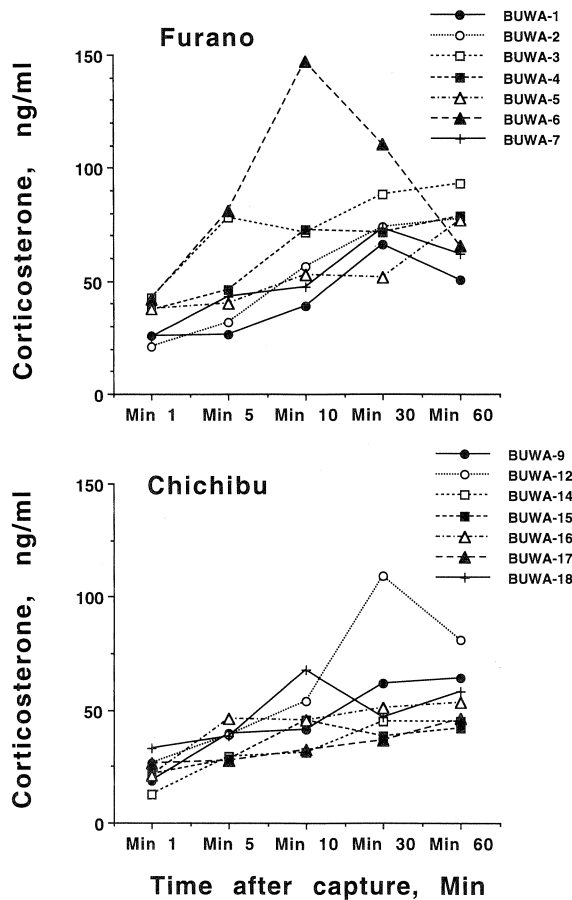 Furano
BUWA-1
BUWA-2
BUWA-3
BUWA-4
BUWA-5
BUWA-6
BUWA-7
Corticosterone, ng/ml
150
100
50
0
Min 1 Min 5 Min 10 Min 30 Min 60
Chichibu
BUWA-9
BUWA-12
BUWA-14
BUWA-15
BUWA-16
BUWA-17
BUWA-18
Corticosterone, ng/ml
150
100
50
0
Min 1 Min 5 Min 10 Min 30 Min 60
Time after capture, Min